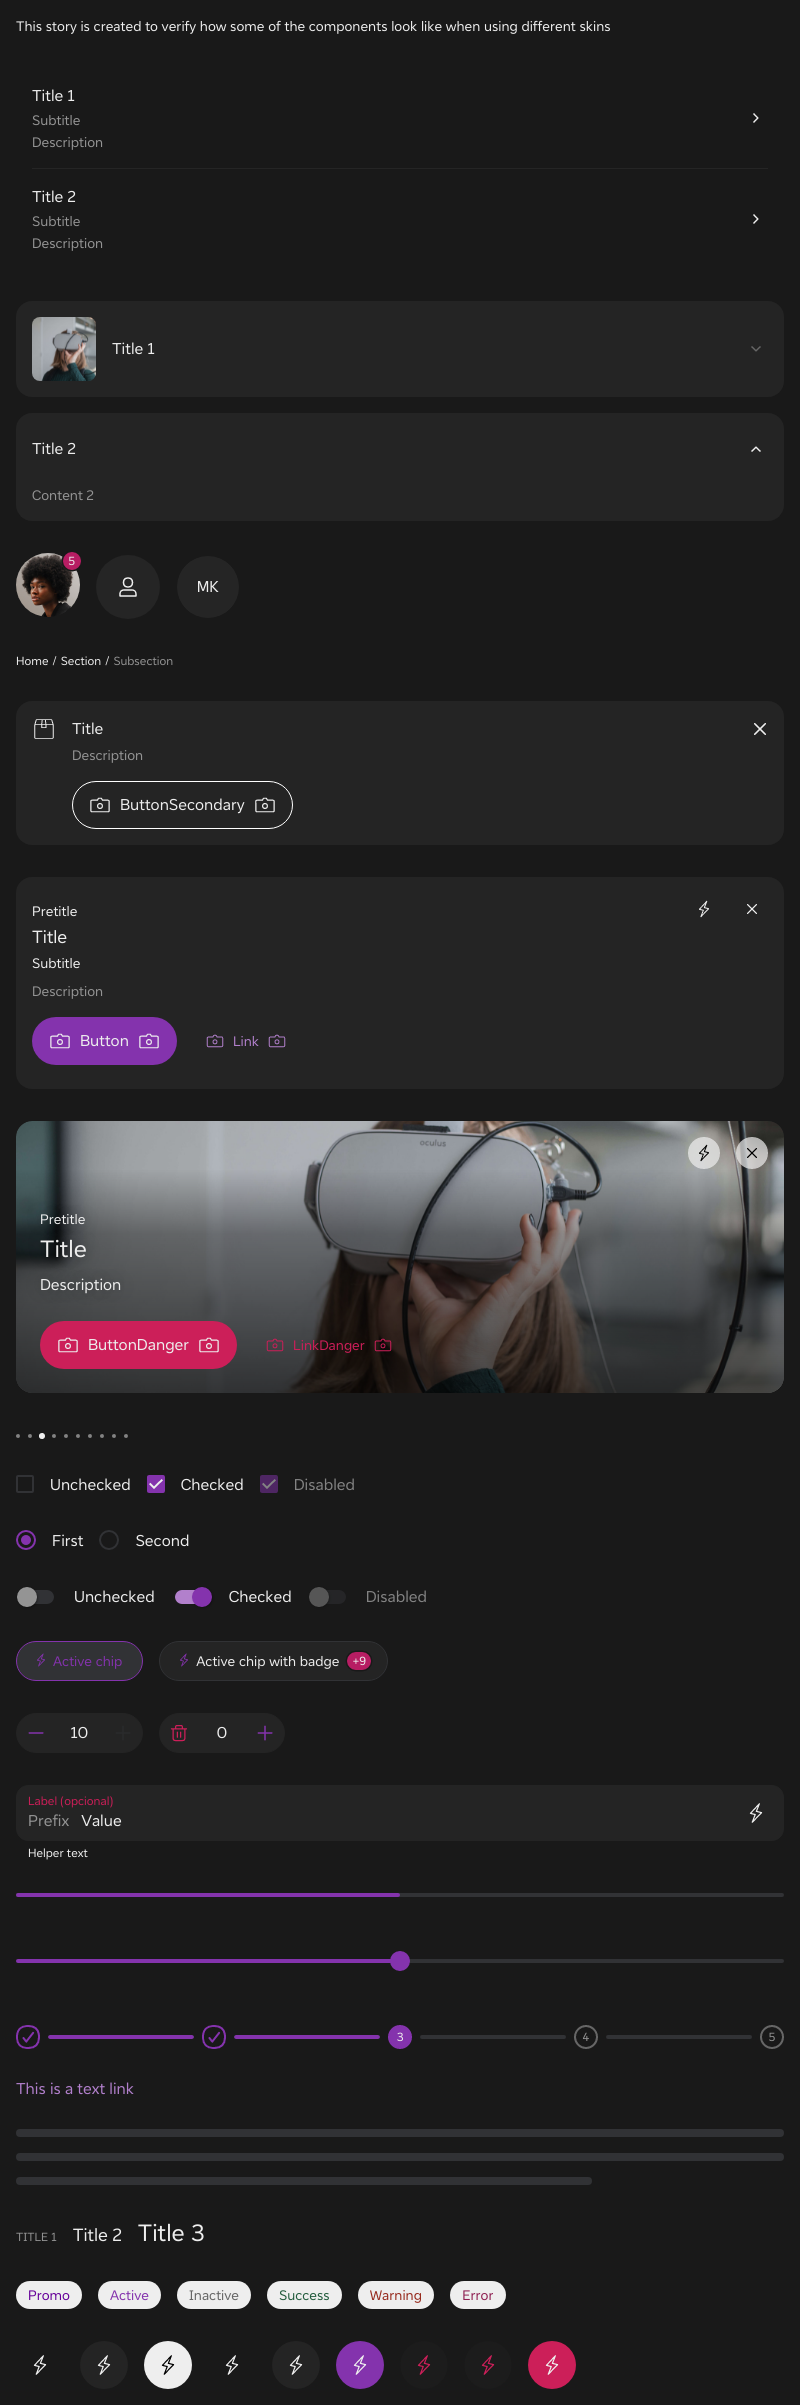 This story is created to verify how some of the components look like when using different skins
Title 1
Subtitle
Description
Title 2
Subtitle
Description
Title 1
Title 2
Content 2
5
MK
Home / Section / Subsection
Title
Description
ButtonSecondary
Pretitle
Title
Subtitle
Description
Button Link
oculus
Pretitle
Title
Description
ButtonDanger LinkDanger
Unchecked Checked Disabled
First Second
Unchecked Checked Disabled
Active chip Active chip with badge +9
10 0
Label (opcional)
Prefix Value
Helper text
3 4 5
This is a text link
TITLE 1 Title 2 Title 3
Promo Active Inactive Success Warning Error